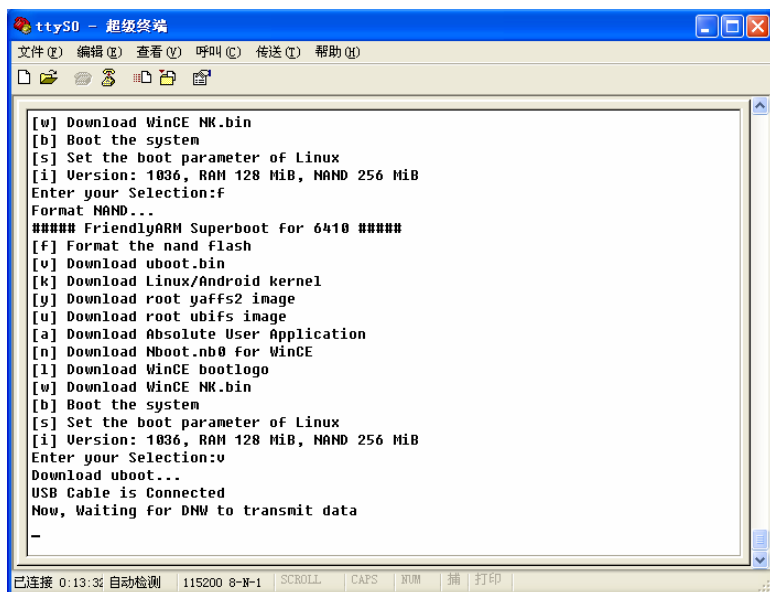 ttyS0 - 超级终端
文件(F) 编辑(E) 查看(V) 呼叫(C) 传送(T) 帮助(H)
[w] Download WinCE NK.bin
[b] Boot the system
[s] Set the boot parameter of Linux
[i] Version: 1036, RAM 128 MiB, NAND 256 MiB
Enter your Selection:f
Format NAND...
##### FriendlyARM Superboot for 6410 #####
[f] Format the nand flash
[v] Download uboot.bin
[k] Download Linux/Android kernel
[y] Download root yaffs2 image
[u] Download root ubifs image
[a] Download Absolute User Application
[n] Download Nboot.nb0 for WinCE
[l] Download WinCE bootlogo
[w] Download WinCE NK.bin
[b] Boot the system
[s] Set the boot parameter of Linux
[i] Version: 1036, RAM 128 MiB, NAND 256 MiB
Enter your Selection:v
Download uboot...
USB Cable is Connected
Now, Waiting for DNW to transmit data
_
已连接 0:13:32 自动检测 115200 8-N-1 SCROLL CAPS NUM 捕 打印